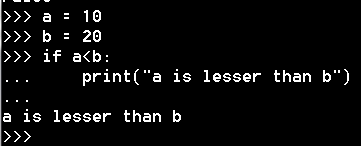 >>> a = 10
>>> b = 20
>>> if a<b:
...     print("a is lesser than b")
...
a is lesser than b
>>>